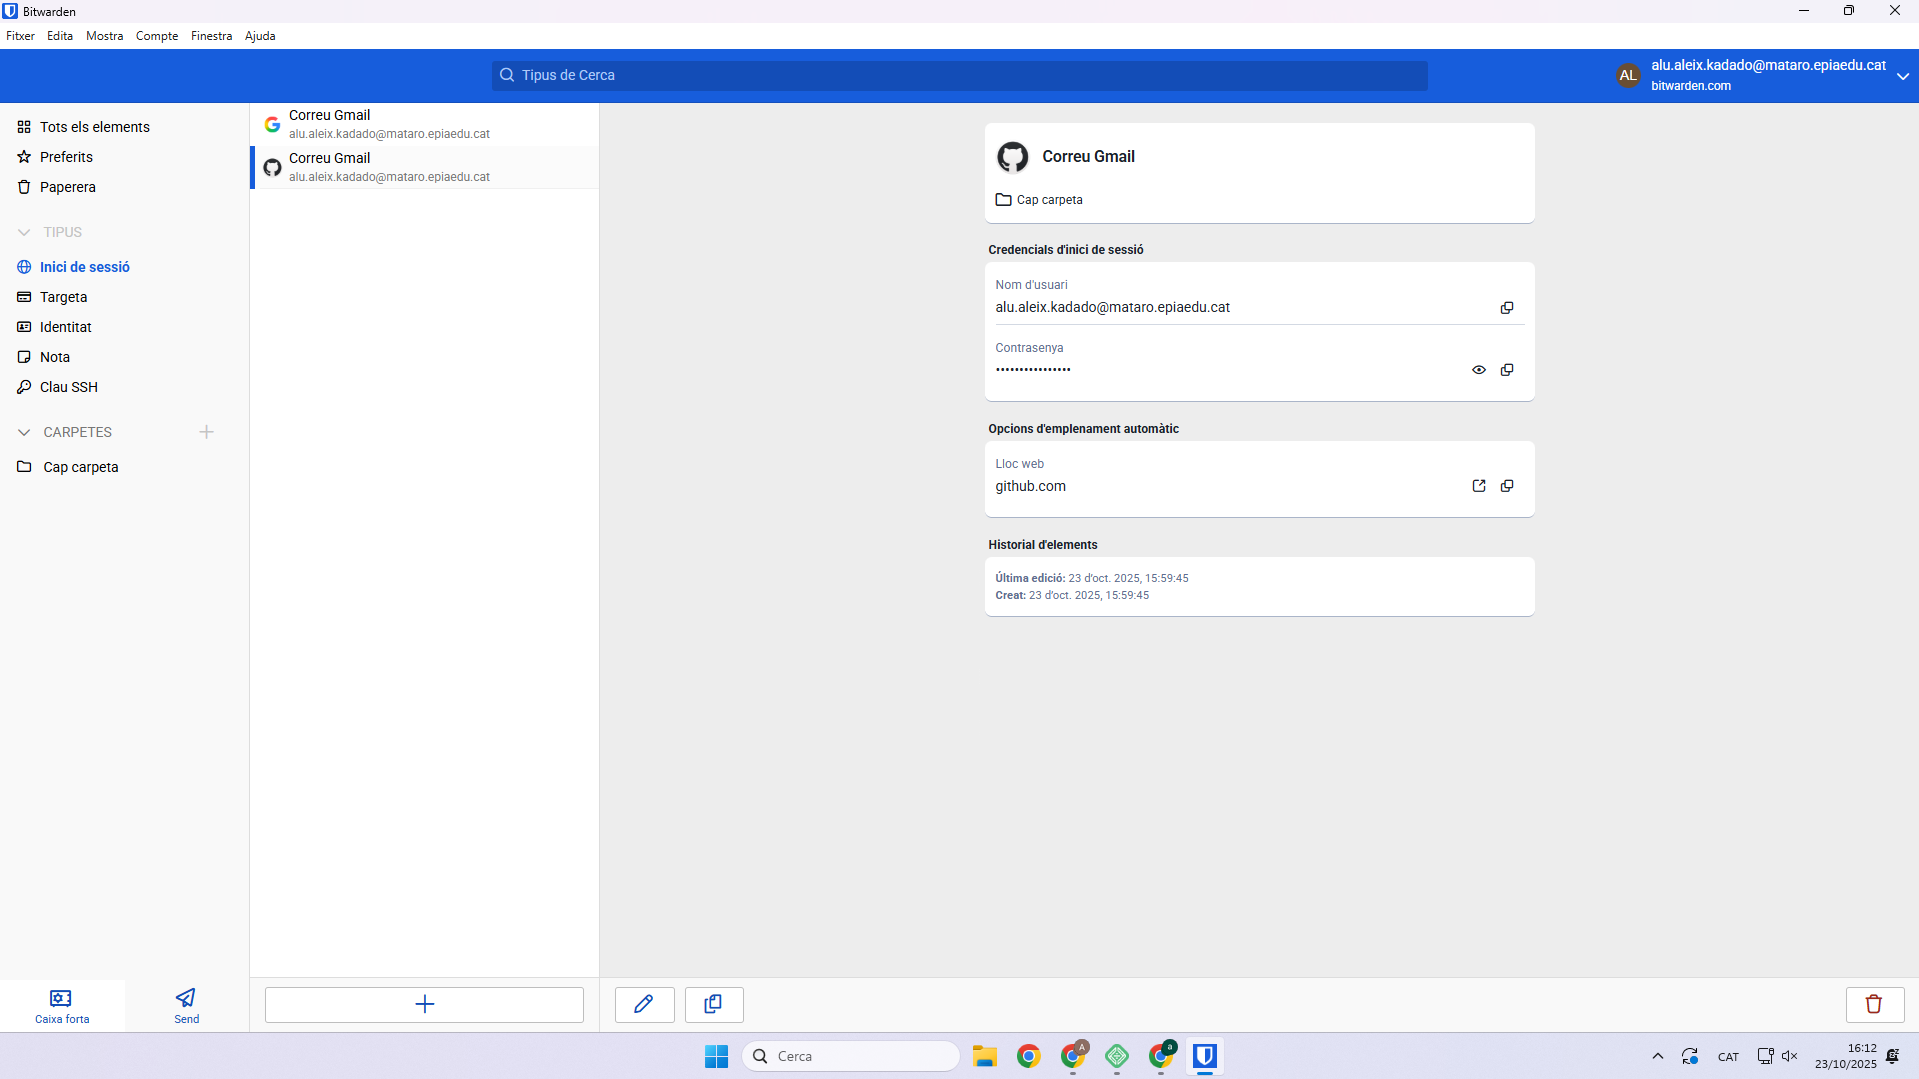 Bitwarden
Fitxer Edita Mostra Compte Finestra Ajuda
Tipus de Cerca
AL
alu.aleix.kadado@mataro.epiaedu.cat
bitwarden.com
Tots els elements
Preferits
Paperera
TIPUS
Inici de sessió
Targeta
Identitat
Nota
Clau SSH
CARPETES
Cap carpeta
Caixa forta
Send
Correu Gmail
alu.aleix.kadado@mataro.epiaedu.cat
Correu Gmail
alu.aleix.kadado@mataro.epiaedu.cat
Correu Gmail
Cap carpeta
Credencials d'inici de sessió
Nom d'usuari
alu.aleix.kadado@mataro.epiaedu.cat
Contrasenya
••••••••••••••••
Opcions d'emplenament automàtic
Lloc web
github.com
Historial d'elements
Última edició: 23 d'oct. 2025, 15:59:45
Creat: 23 d'oct. 2025, 15:59:45
Cerca
A
a
CAT
16:12
23/10/2025